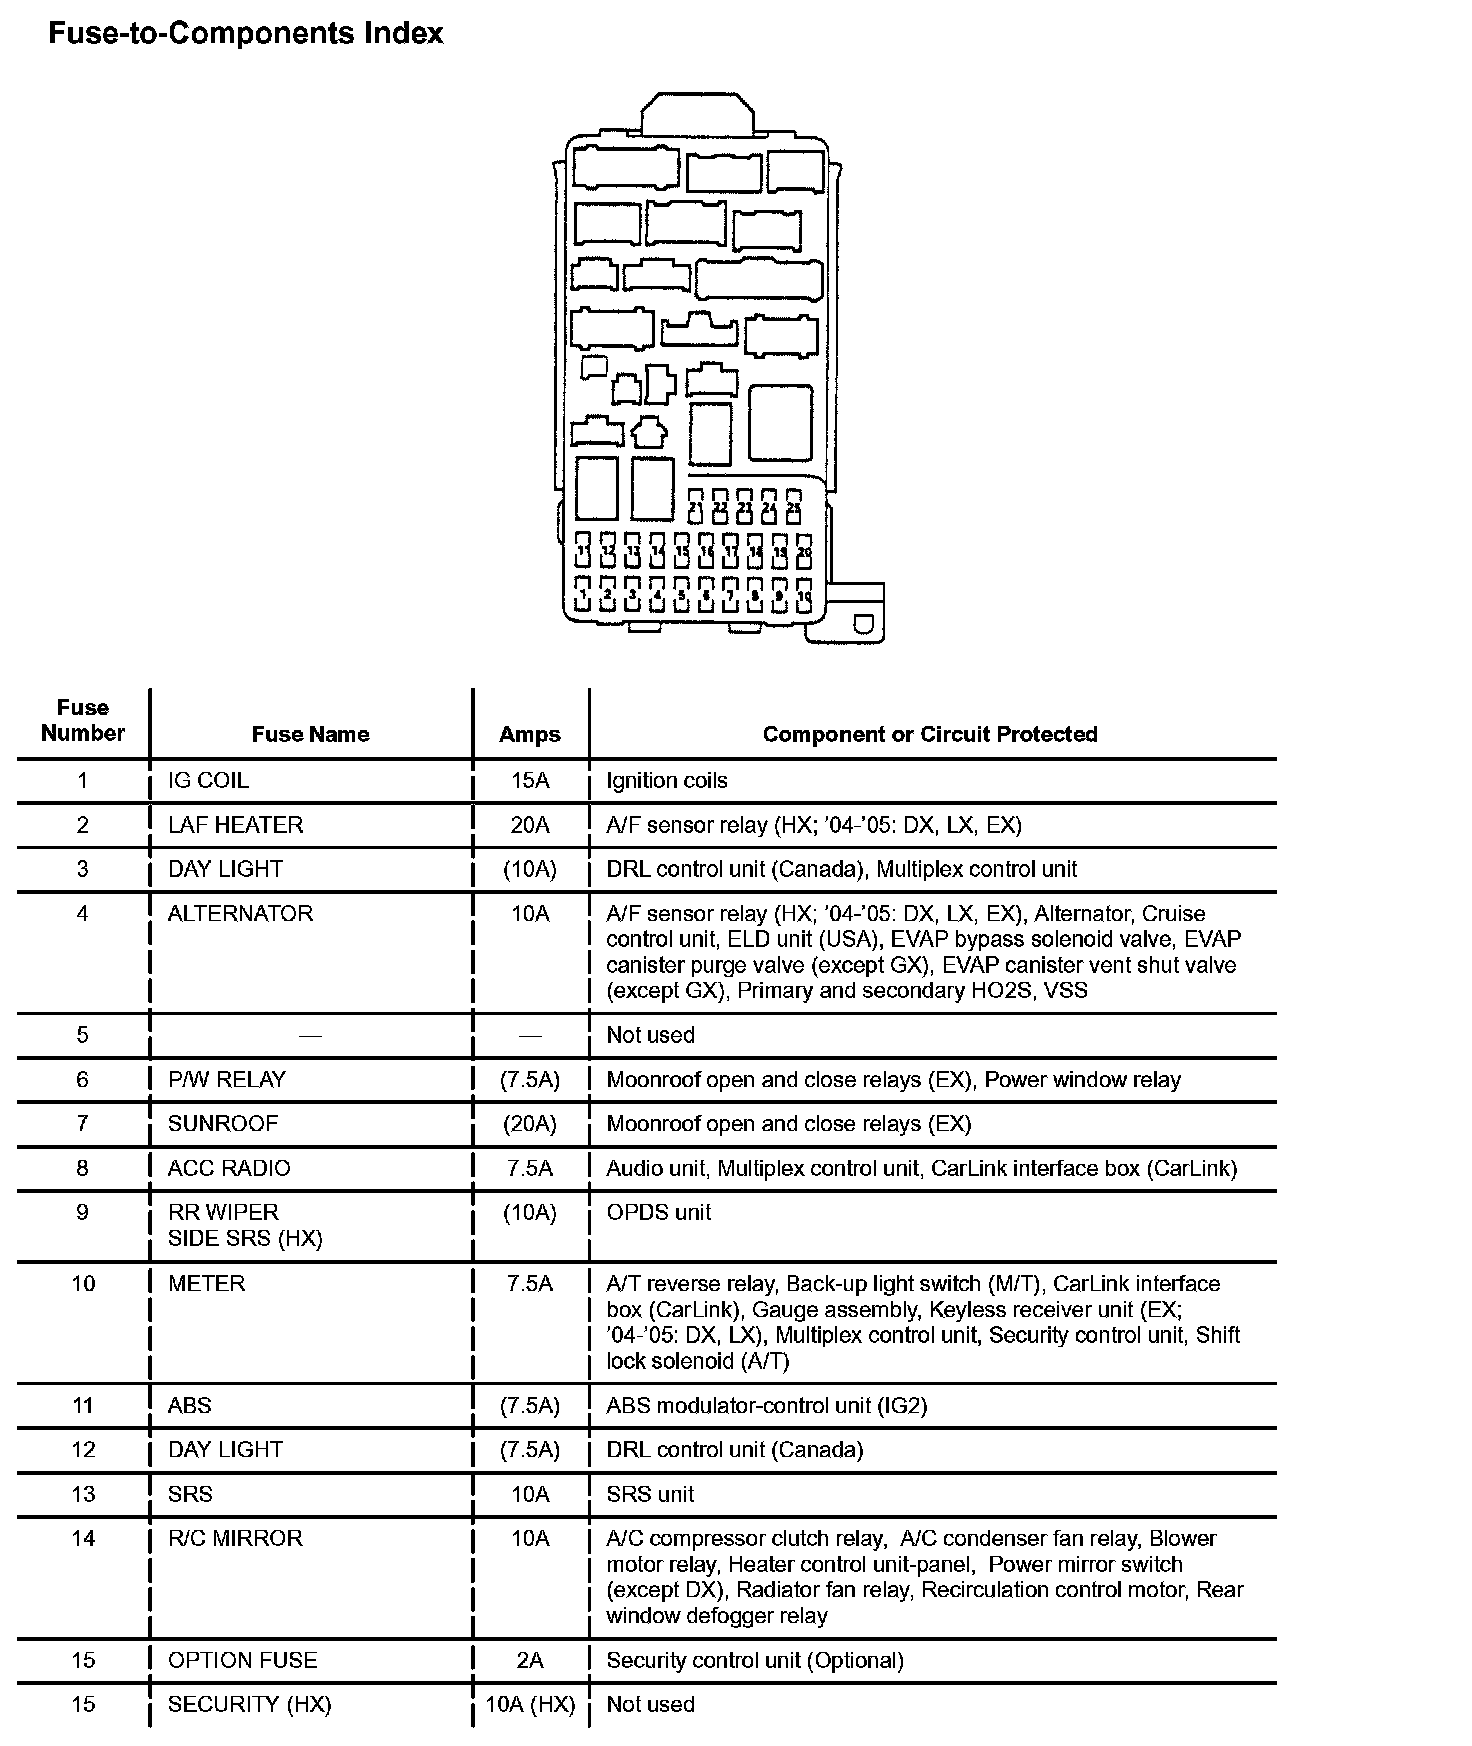 Fuse-to-Components Index
21 22 23 24 25
11 12 13 14 15 16 17 18 19 20
1 2 3 4 5 6 7 8 9 10
Fuse Number | Fuse Name | Amps | Component or Circuit Protected
1 | IG COIL | 15A | Ignition coils
2 | LAF HEATER | 20A | A/F sensor relay (HX; ’04-’05: DX, LX, EX)
3 | DAY LIGHT | (10A) | DRL control unit (Canada), Multiplex control unit
4 | ALTERNATOR | 10A | A/F sensor relay (HX; ’04-’05: DX, LX, EX), Alternator, Cruise
control unit, ELD unit (USA), EVAP bypass solenoid valve, EVAP
canister purge valve (except GX), EVAP canister vent shut valve
(except GX), Primary and secondary HO2S, VSS
5 | — | — | Not used
6 | P/W RELAY | (7.5A) | Moonroof open and close relays (EX), Power window relay
7 | SUNROOF | (20A) | Moonroof open and close relays (EX)
8 | ACC RADIO | 7.5A | Audio unit, Multiplex control unit, CarLink interface box (CarLink)
9 | RR WIPER | (10A) | OPDS unit
SIDE SRS (HX)
10 | METER | 7.5A | A/T reverse relay, Back-up light switch (M/T), CarLink interface
box (CarLink), Gauge assembly, Keyless receiver unit (EX;
’04-’05: DX, LX), Multiplex control unit, Security control unit, Shift
lock solenoid (A/T)
11 | ABS | (7.5A) | ABS modulator-control unit (IG2)
12 | DAY LIGHT | (7.5A) | DRL control unit (Canada)
13 | SRS | 10A | SRS unit
14 | R/C MIRROR | 10A | A/C compressor clutch relay, A/C condenser fan relay, Blower
motor relay, Heater control unit-panel, Power mirror switch
(except DX), Radiator fan relay, Recirculation control motor, Rear
window defogger relay
15 | OPTION FUSE | 2A | Security control unit (Optional)
15 | SECURITY (HX) | 10A (HX) | Not used